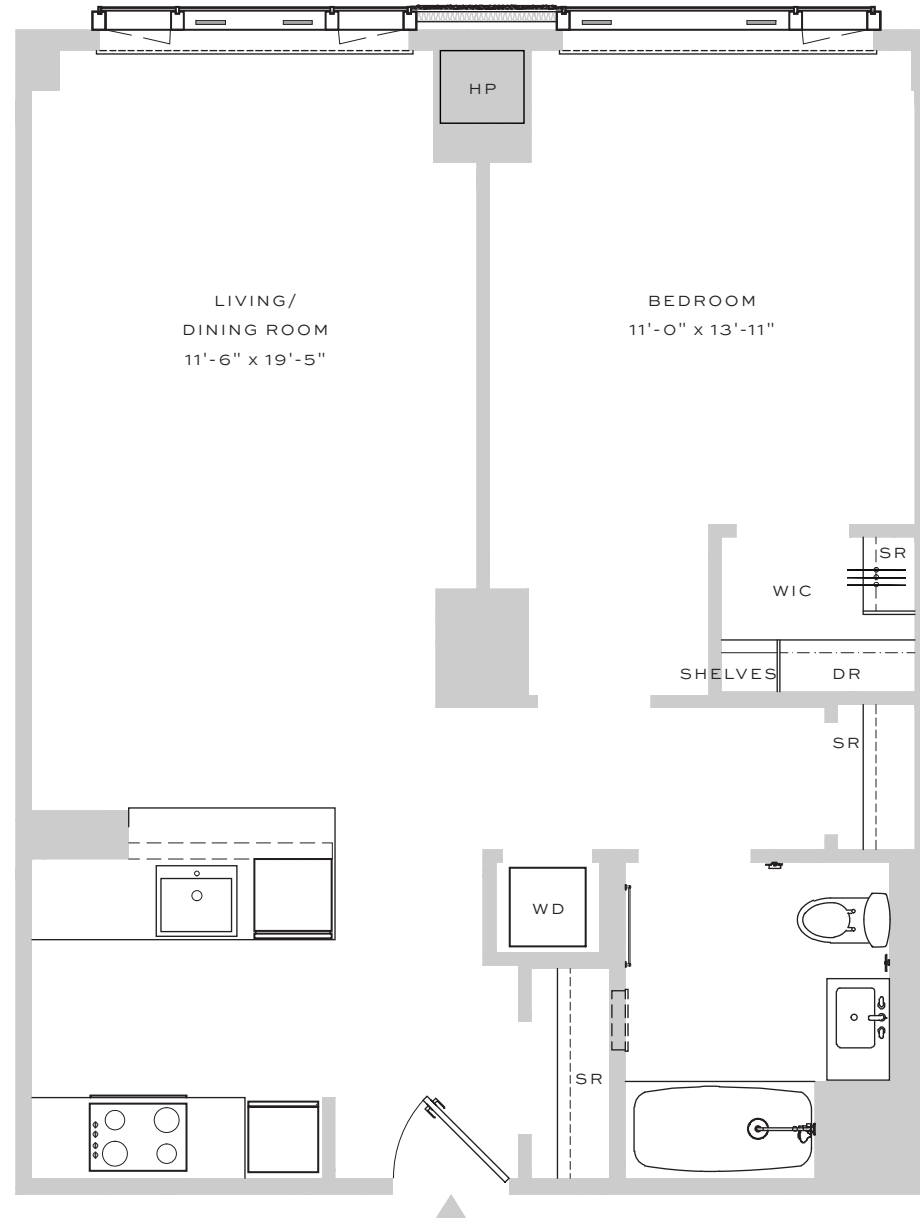 HP
LIVING/
DINING ROOM
11'-6" x 19'-5"
BEDROOM
11'-0" x 13'-11"
SR
WIC
SHELVES
DR
SR
WD
SR